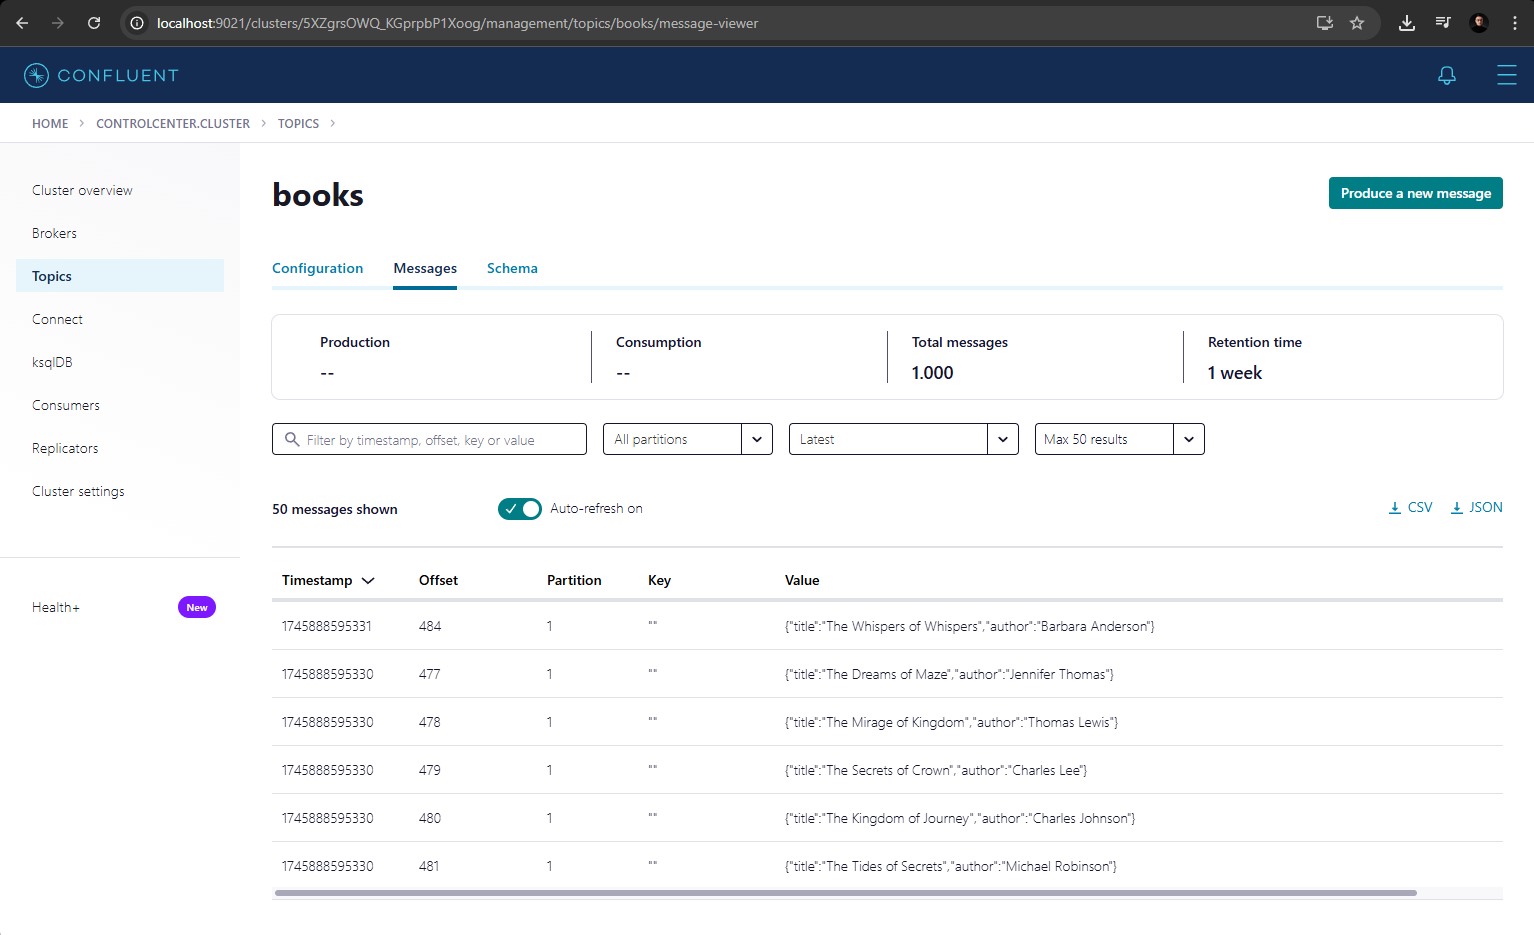 localhost:9021/clusters/5XZgrsOWQ_KGprpbP1Xoog/management/topics/books/message-viewer
CONFLUENT
HOME > CONTROLCENTER.CLUSTER > TOPICS >
Cluster overview
Brokers
Topics
Connect
ksqlDB
Consumers
Replicators
Cluster settings
Health+ New
books
Produce a new message
Configuration Messages Schema
Production Consumption Total messages Retention time
-- -- 1.000 1 week
Filter by timestamp, offset, key or value All partitions Latest Max 50 results
50 messages shown Auto-refresh on CSV JSON
Timestamp Offset Partition Key Value
1745888595331 484 1 "" {"title":"The Whispers of Whispers","author":"Barbara Anderson"}
1745888595330 477 1 "" {"title":"The Dreams of Maze","author":"Jennifer Thomas"}
1745888595330 478 1 "" {"title":"The Mirage of Kingdom","author":"Thomas Lewis"}
1745888595330 479 1 "" {"title":"The Secrets of Crown","author":"Charles Lee"}
1745888595330 480 1 "" {"title":"The Kingdom of Journey","author":"Charles Johnson"}
1745888595330 481 1 "" {"title":"The Tides of Secrets","author":"Michael Robinson"}